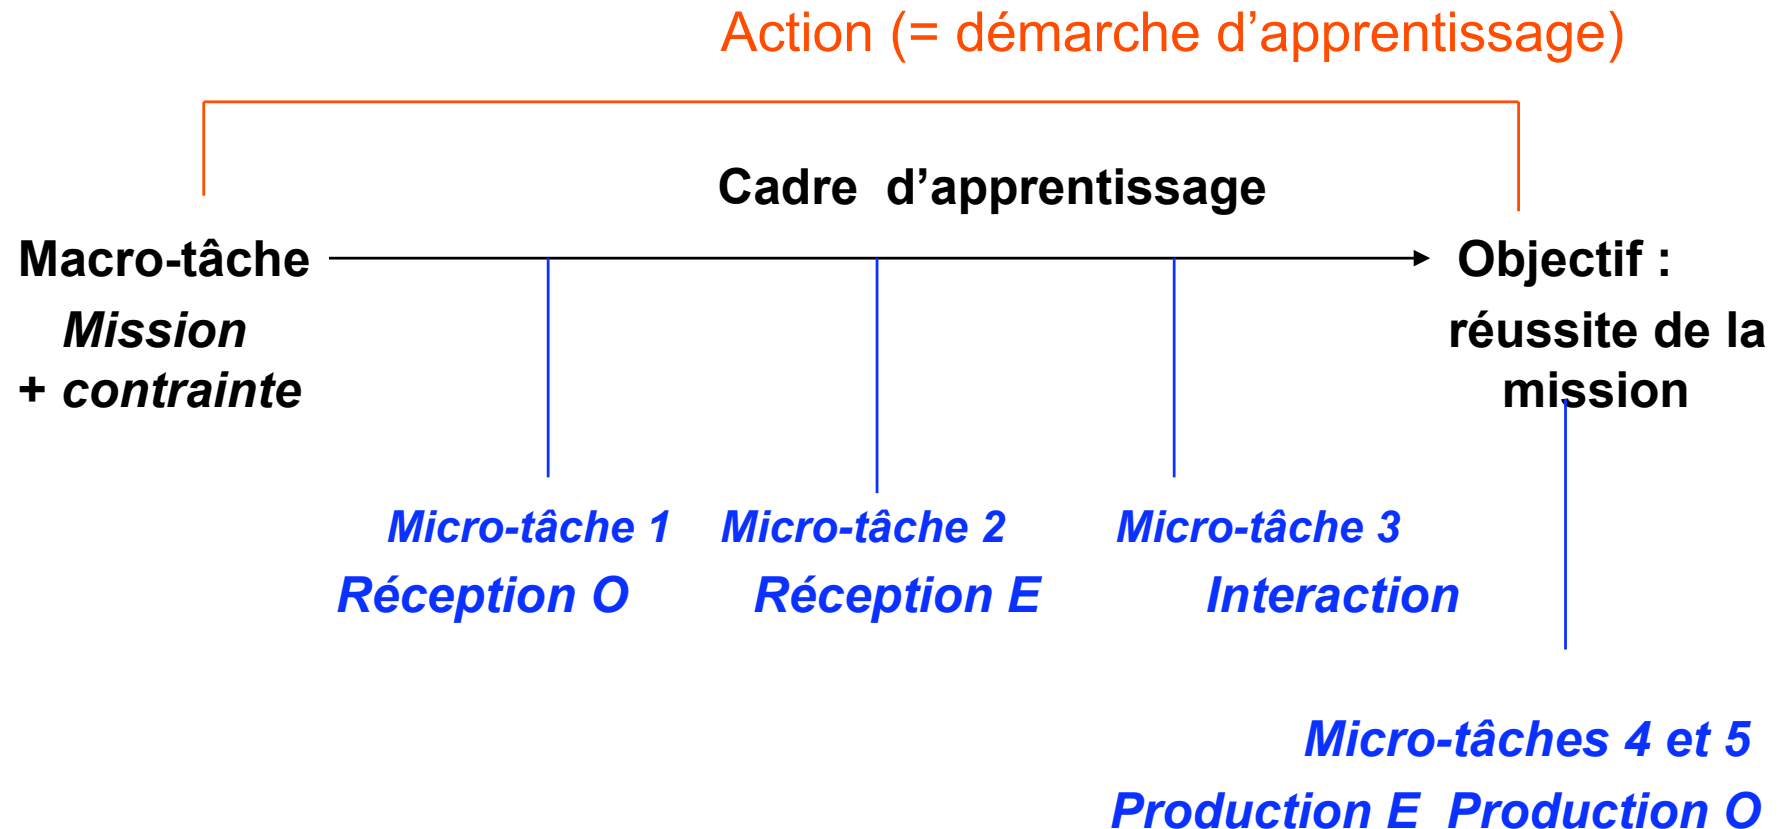 Action (= démarche d’apprentissage)
Cadre d’apprentissage
Macro-tâche
Objectif :
Mission
réussite de la
+ contrainte
mission
Micro-tâche 1
Micro-tâche 2
Micro-tâche 3
Réception O
Réception E
Interaction
Micro-tâches 4 et 5
Production E Production O